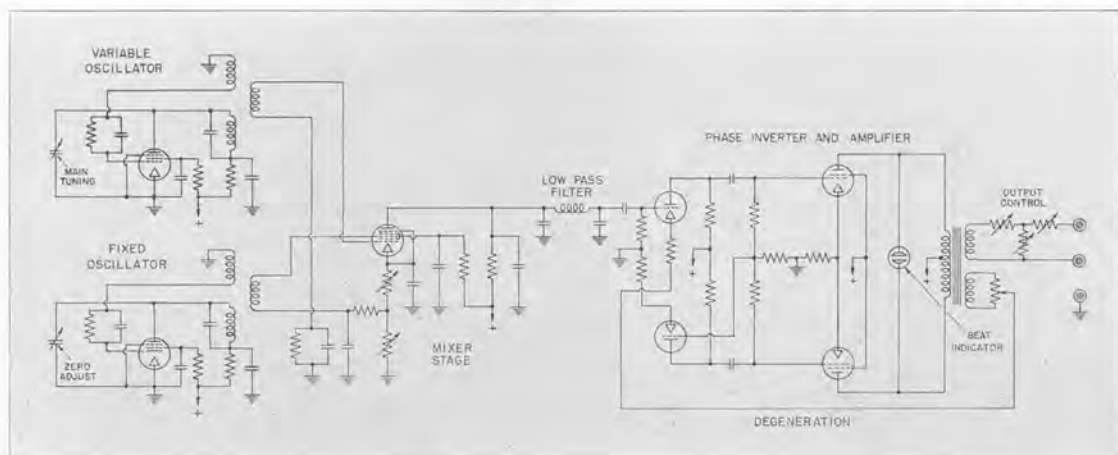 VARIABLE
OSCILLATOR
MAIN
TUNING
+
FIXED
OSCILLATOR
ZERO
ADJUST
+
MIXER
STAGE
+
LOW PASS
FILTER
PHASE INVERTER AND AMPLIFIER
+
+
+
DEGENERATION
OUTPUT
CONTROL
BEAT
INDICATOR